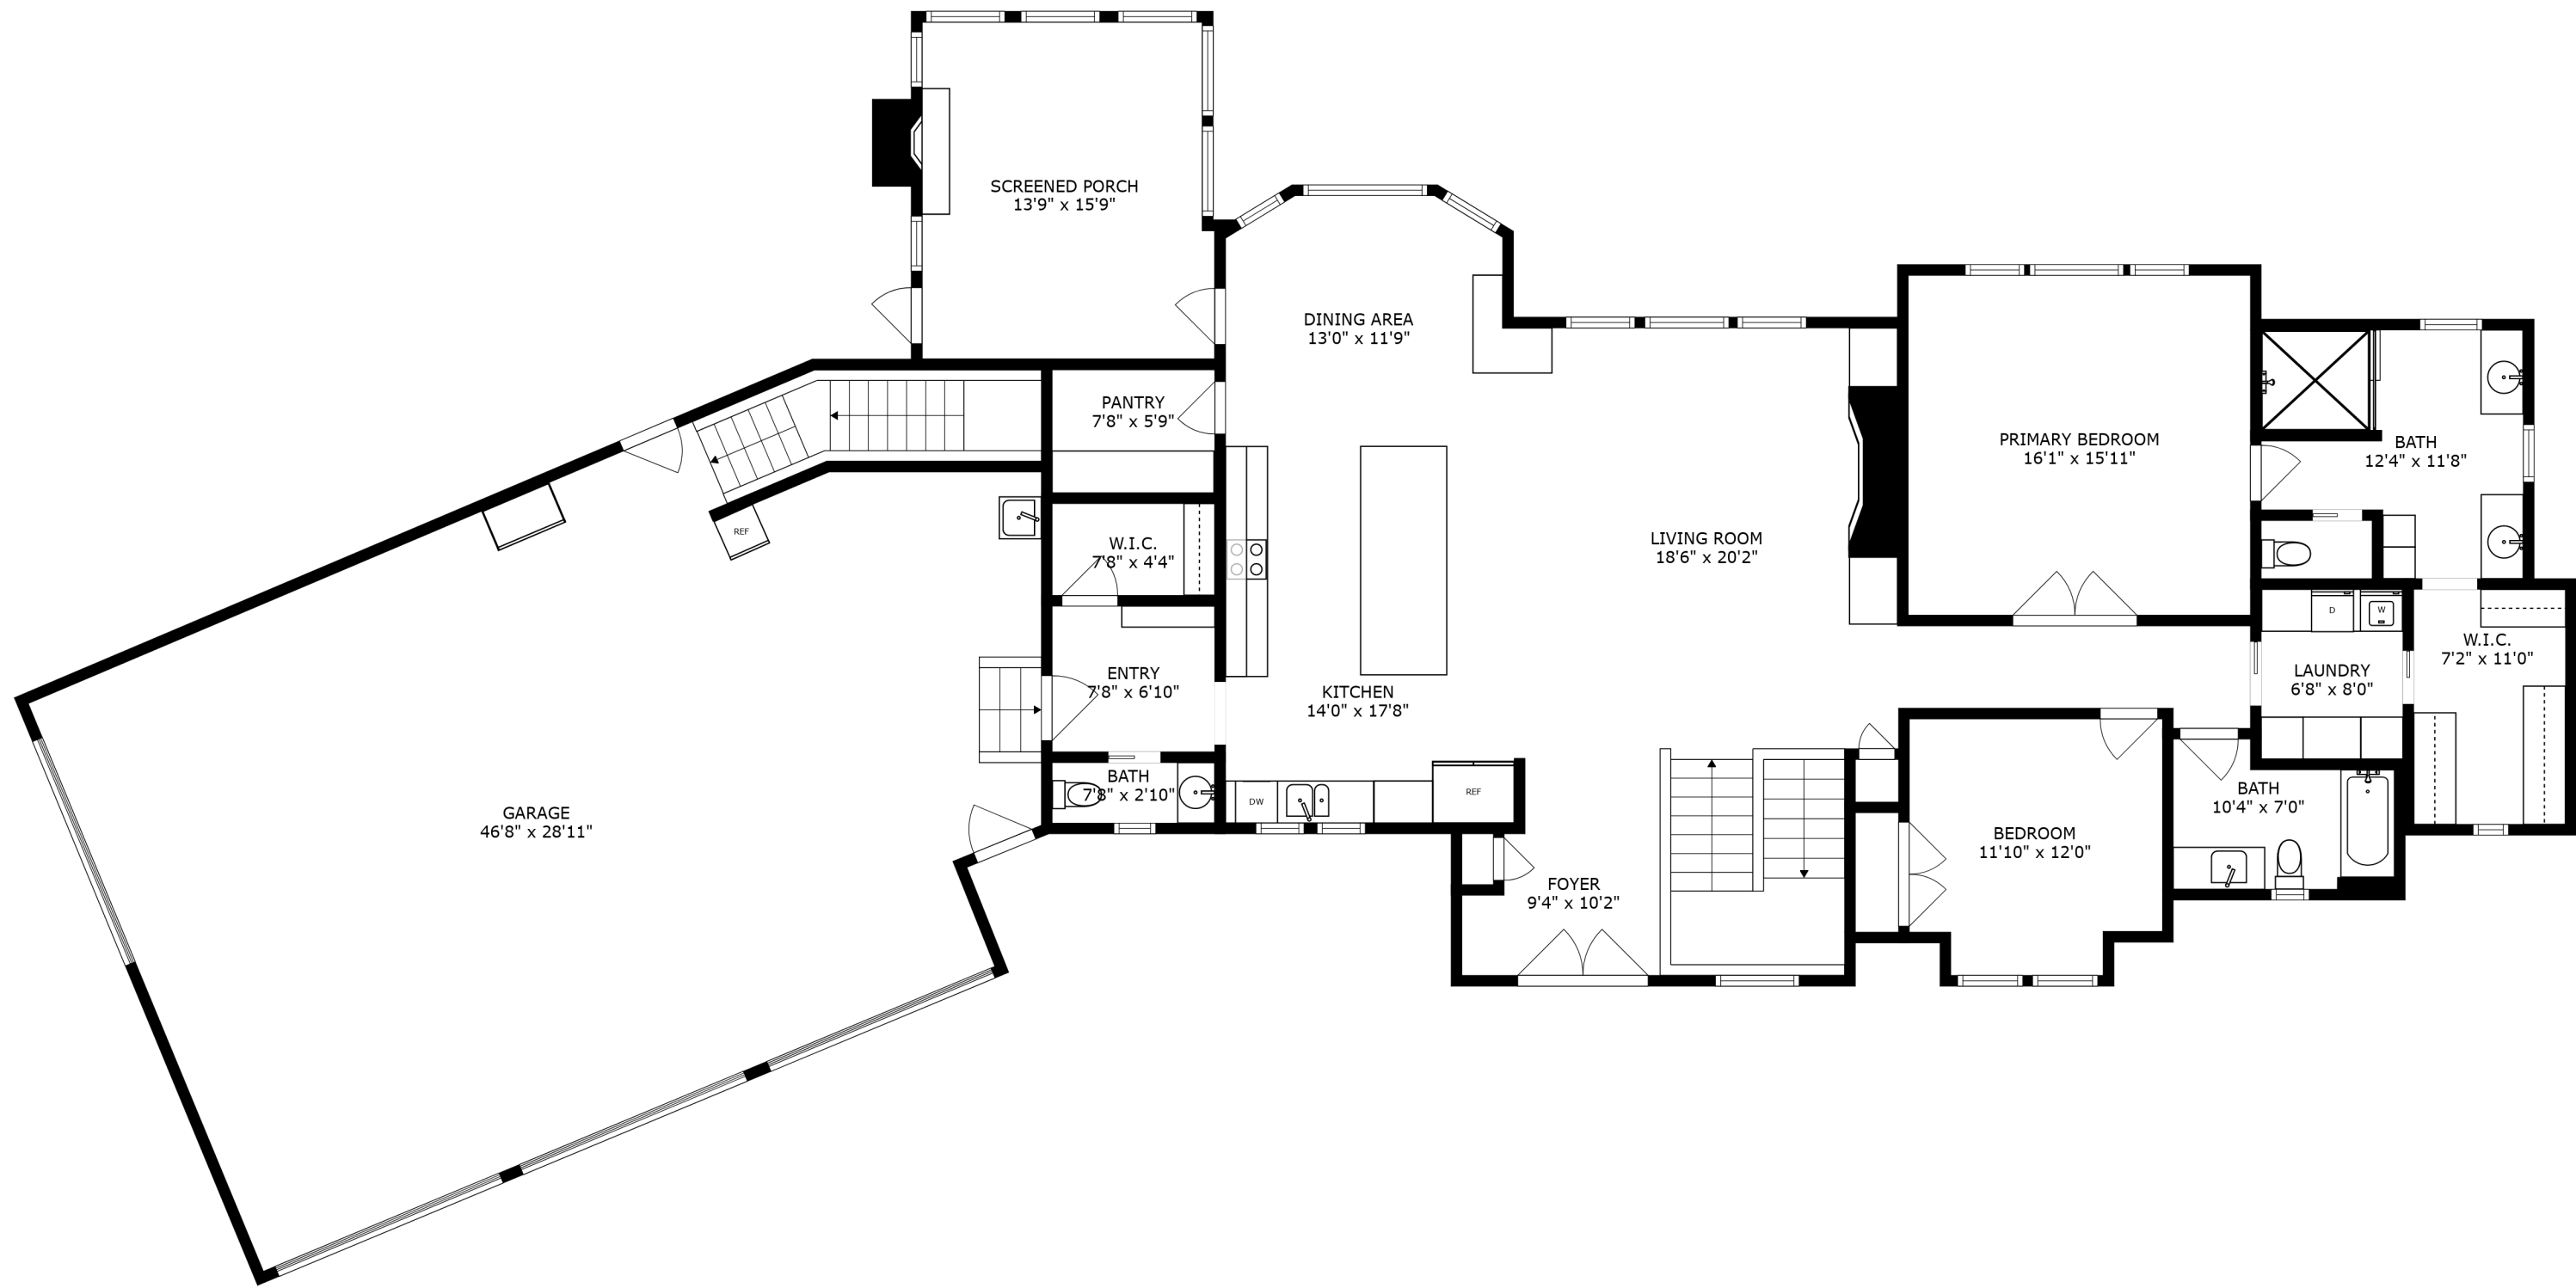 SCREENED PORCH
13'9" x 15'9"
DINING AREA
13'0" x 11'9"
PANTRY
7'8" x 5'9"
PRIMARY BEDROOM
16'1" x 15'11"
BATH
12'4" x 11'8"
REF
W.I.C.
7'8" x 4'4"
LIVING ROOM
18'6" x 20'2"
D
W
W.I.C.
7'2" x 11'0"
LAUNDRY
6'8" x 8'0"
ENTRY
7'8" x 6'10"
KITCHEN
14'0" x 17'8"
BATH
7'8" x 2'10"
DW
REF
BATH
10'4" x 7'0"
GARAGE
46'8" x 28'11"
BEDROOM
11'10" x 12'0"
FOYER
9'4" x 10'2"